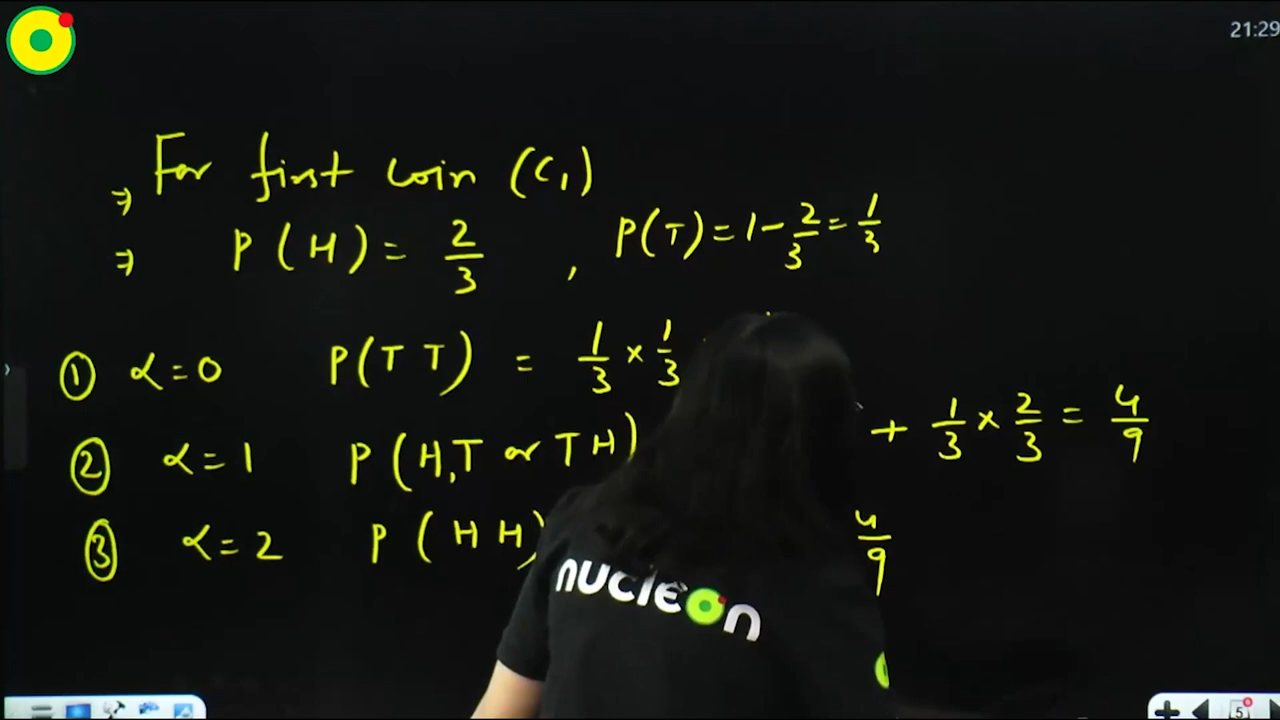 21:29
⇒ For first coin (C₁)
⇒ P(H) = 2/3 , P(T) = 1 - 2/3 = 1/3
① α = 0 P(T T) = 1/3 × 1/3
② α = 1 P(H,T or T H) + 1/3 × 2/3 = 4/9
③ α = 2 P(H H) 4/9
nucleon
5